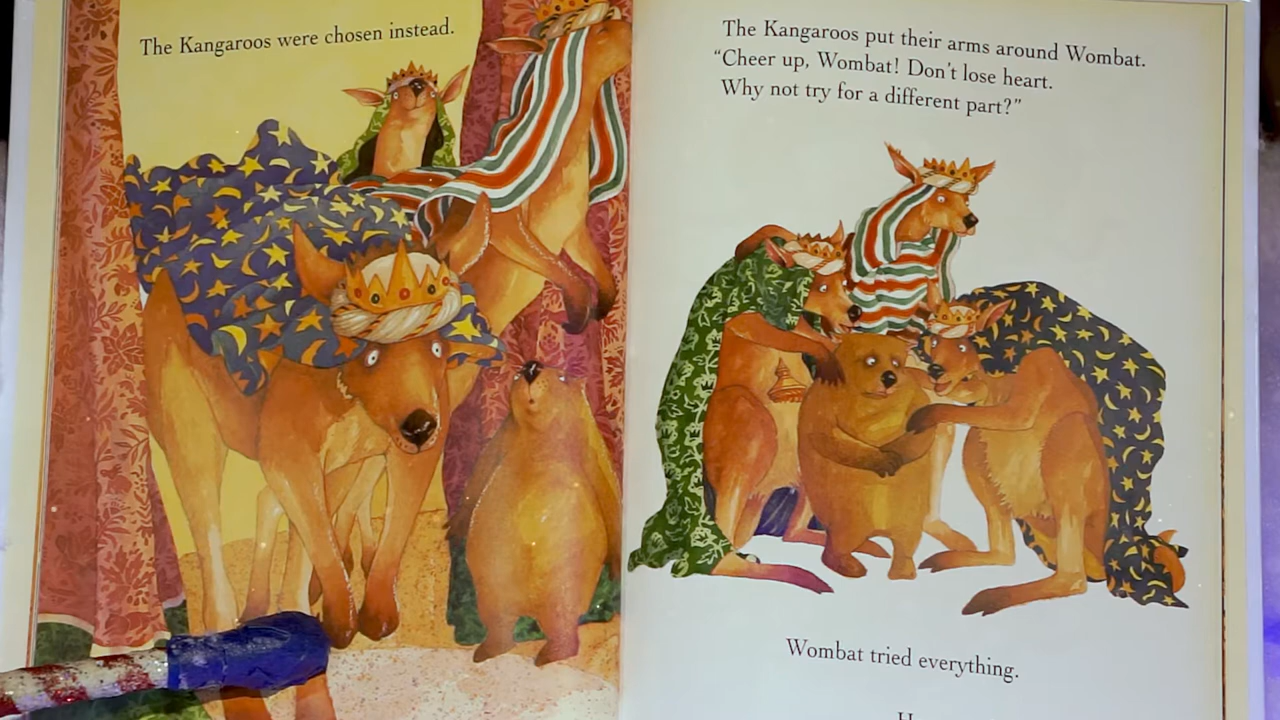 The Kangaroos were chosen instead.
The Kangaroos put their arms around Wombat.
“Cheer up, Wombat! Don't lose heart.
Why not try for a different part?”
Wombat tried everything.